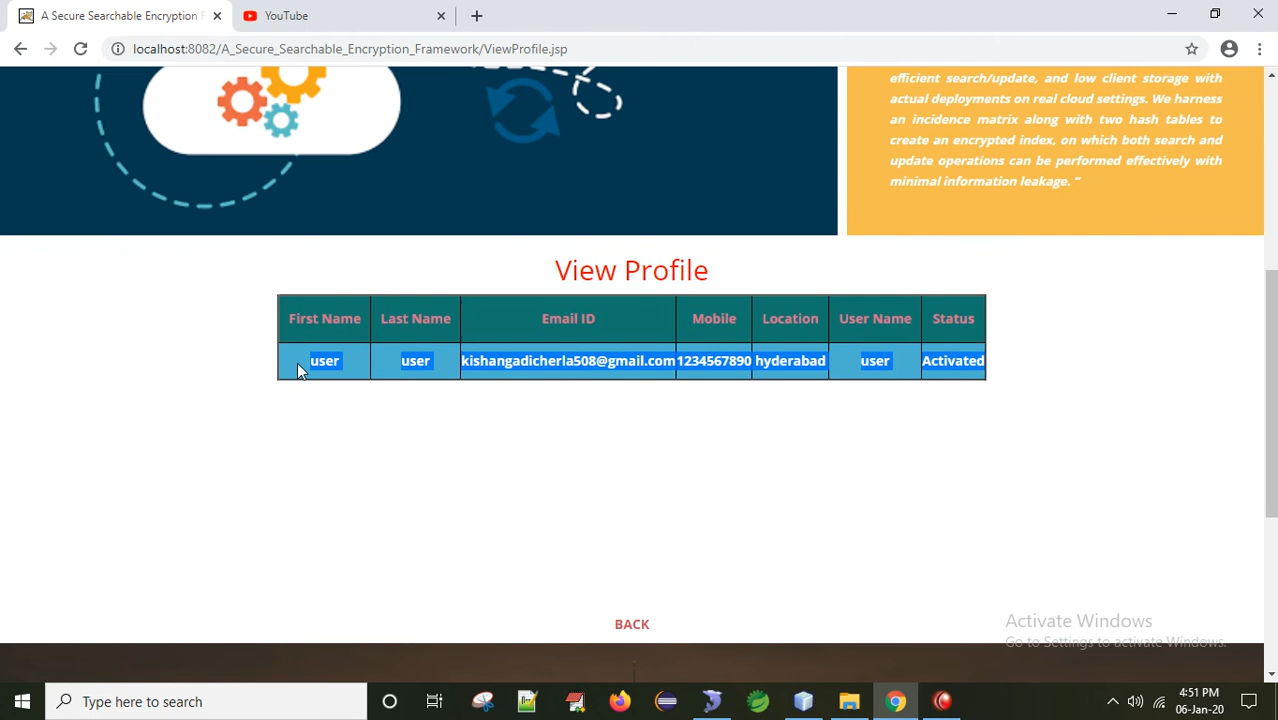 A Secure Searchable Encryption F
YouTube
localhost:8082/A_Secure_Searchable_Encryption_Framework/ViewProfile.jsp
efficient search/update, and low client storage with
actual deployments on real cloud settings. We harness
an incidence matrix along with two hash tables to
create an encrypted index, on which both search and
update operations can be performed effectively with
minimal information leakage. "
View Profile
First Name Last Name Email ID Mobile Location User Name Status
user user kishangadicherla508@gmail.com 1234567890 hyderabad user Activated
BACK
Activate Windows
Go to Settings to activate Windows.
Type here to search
4:51 PM
06-Jan-20